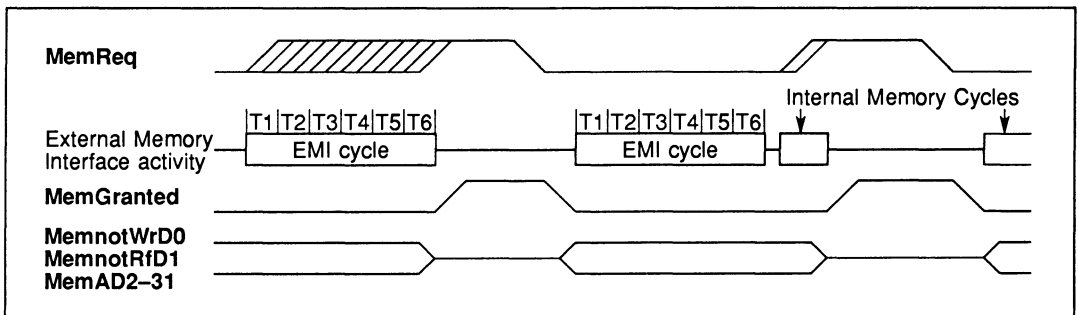 MemReq
Internal Memory Cycles
T1 T2 T3 T4 T5 T6
T1 T2 T3 T4 T5 T6
External Memory
Interface activity
EMI cycle
EMI cycle
MemGranted
MemnotWrD0
MemnotRfD1
MemAD2–31